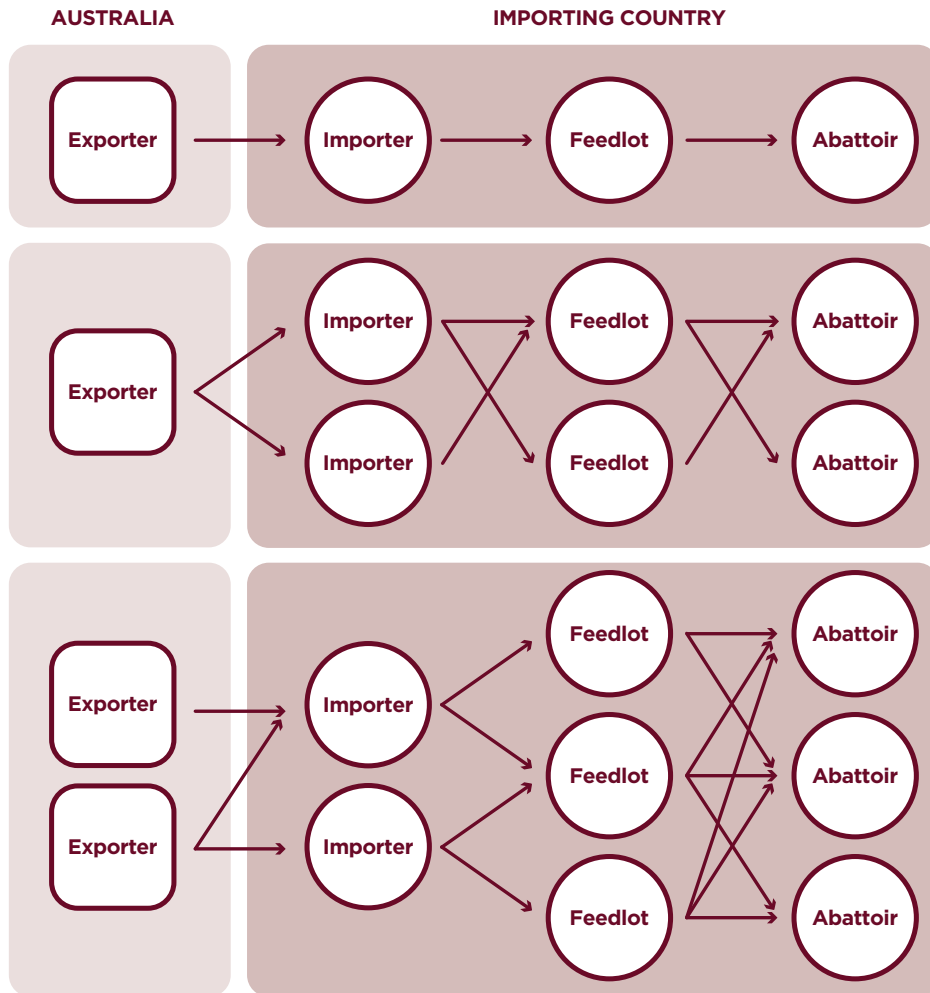 AUSTRALIA
IMPORTING COUNTRY
Exporter
Importer
Feedlot
Abattoir
Exporter
Importer
Feedlot
Abattoir
Importer
Feedlot
Abattoir
Feedlot
Abattoir
Exporter
Importer
Feedlot
Abattoir
Exporter
Importer
Feedlot
Abattoir